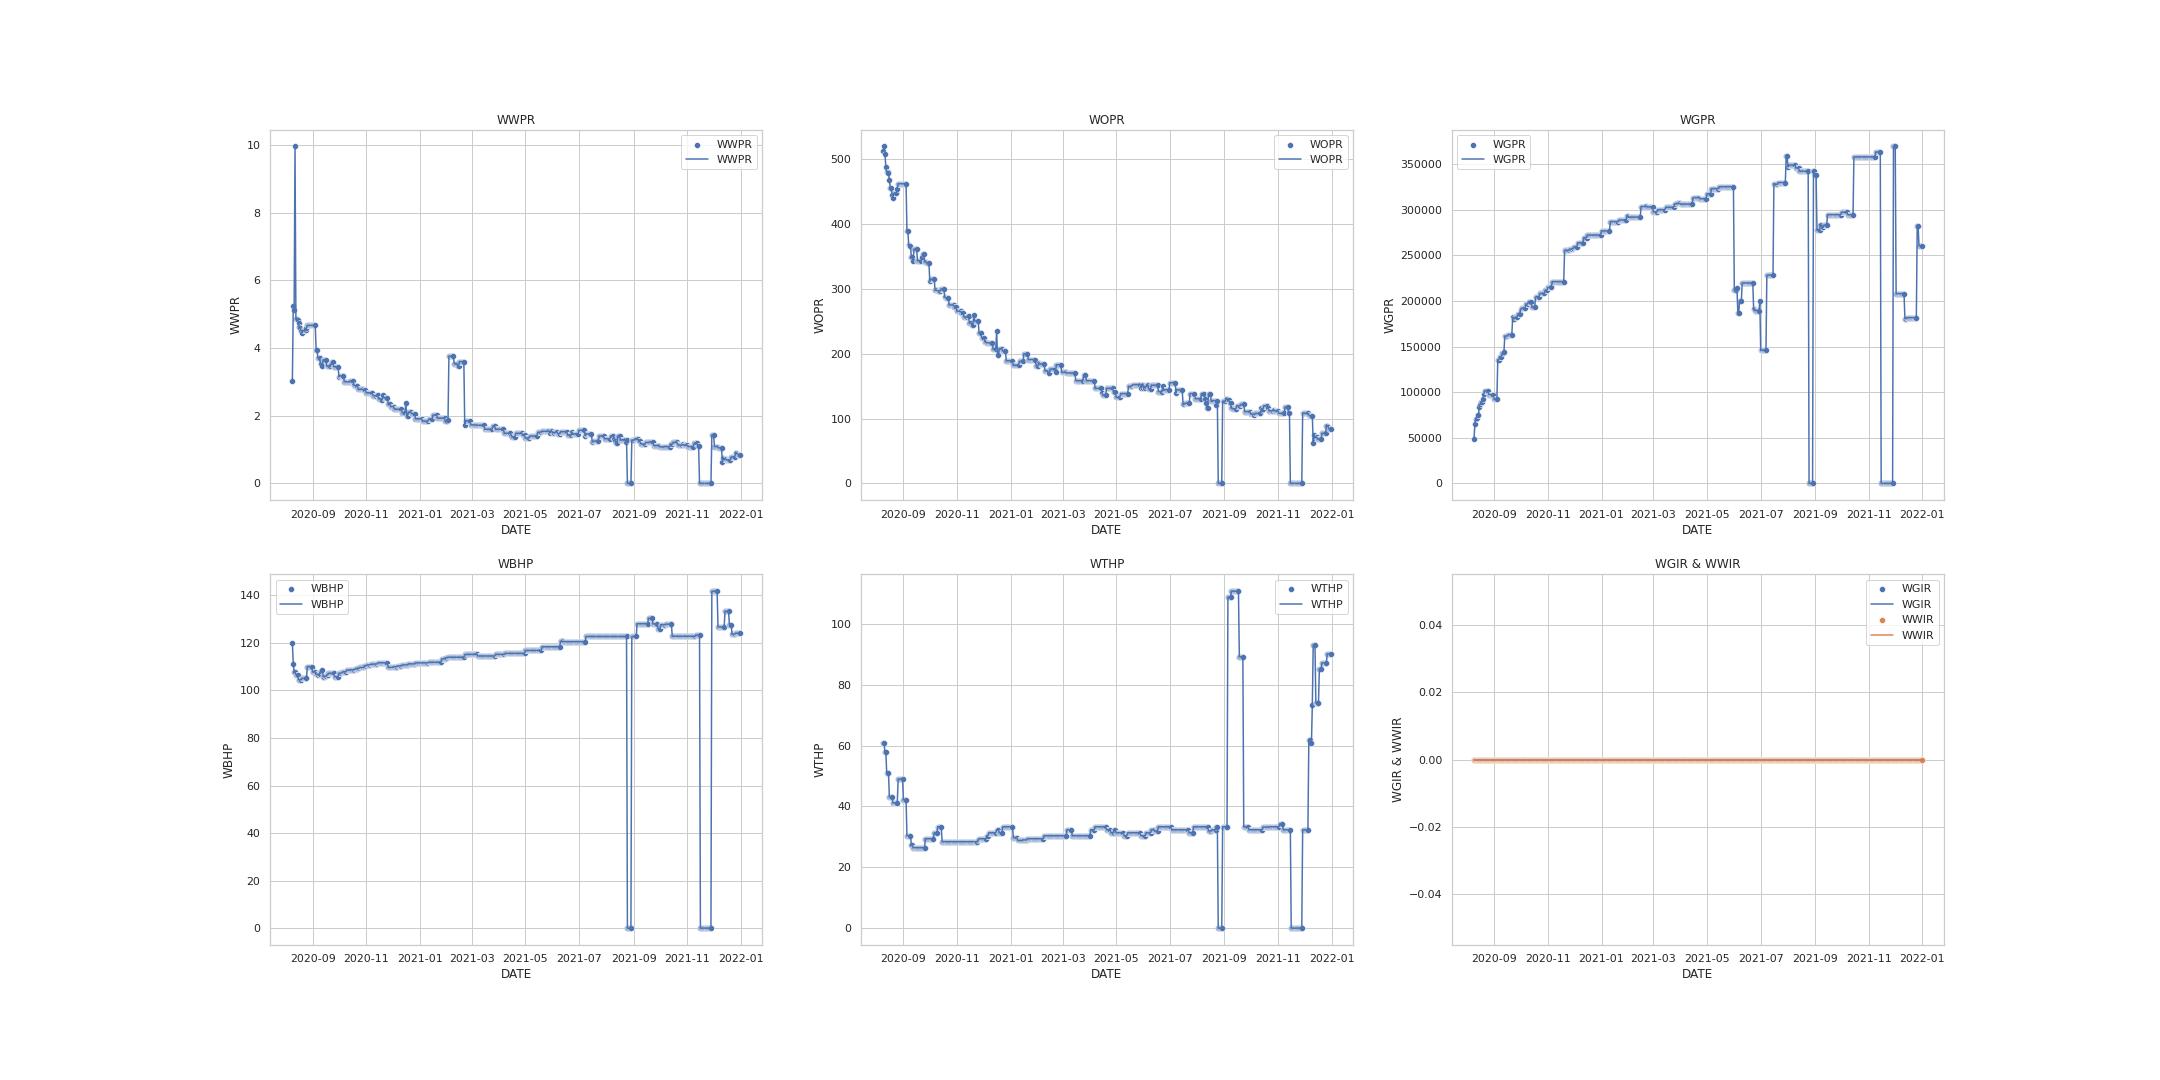 WWPR
WWPR
WWPR
10
8
6
4
2
0
WWPR
2020-09 2020-11 2021-01 2021-03 2021-05 2021-07 2021-09 2021-11 2022-01
DATE
WOPR
WOPR
WOPR
500
400
300
200
100
0
WOPR
2020-09 2020-11 2021-01 2021-03 2021-05 2021-07 2021-09 2021-11 2022-01
DATE
WGPR
WGPR
WGPR
350000
300000
250000
200000
150000
100000
50000
0
WGPR
2020-09 2020-11 2021-01 2021-03 2021-05 2021-07 2021-09 2021-11 2022-01
DATE
WBHP
WBHP
WBHP
140
120
100
80
60
40
20
0
WBHP
2020-09 2020-11 2021-01 2021-03 2021-05 2021-07 2021-09 2021-11 2022-01
DATE
WTHP
WTHP
WTHP
100
80
60
40
20
0
WTHP
2020-09 2020-11 2021-01 2021-03 2021-05 2021-07 2021-09 2021-11 2022-01
DATE
WGIR & WWIR
WGIR
WGIR
WWIR
WWIR
0.04
0.02
0.00
−0.02
−0.04
WGIR & WWIR
2020-09 2020-11 2021-01 2021-03 2021-05 2021-07 2021-09 2021-11 2022-01
DATE